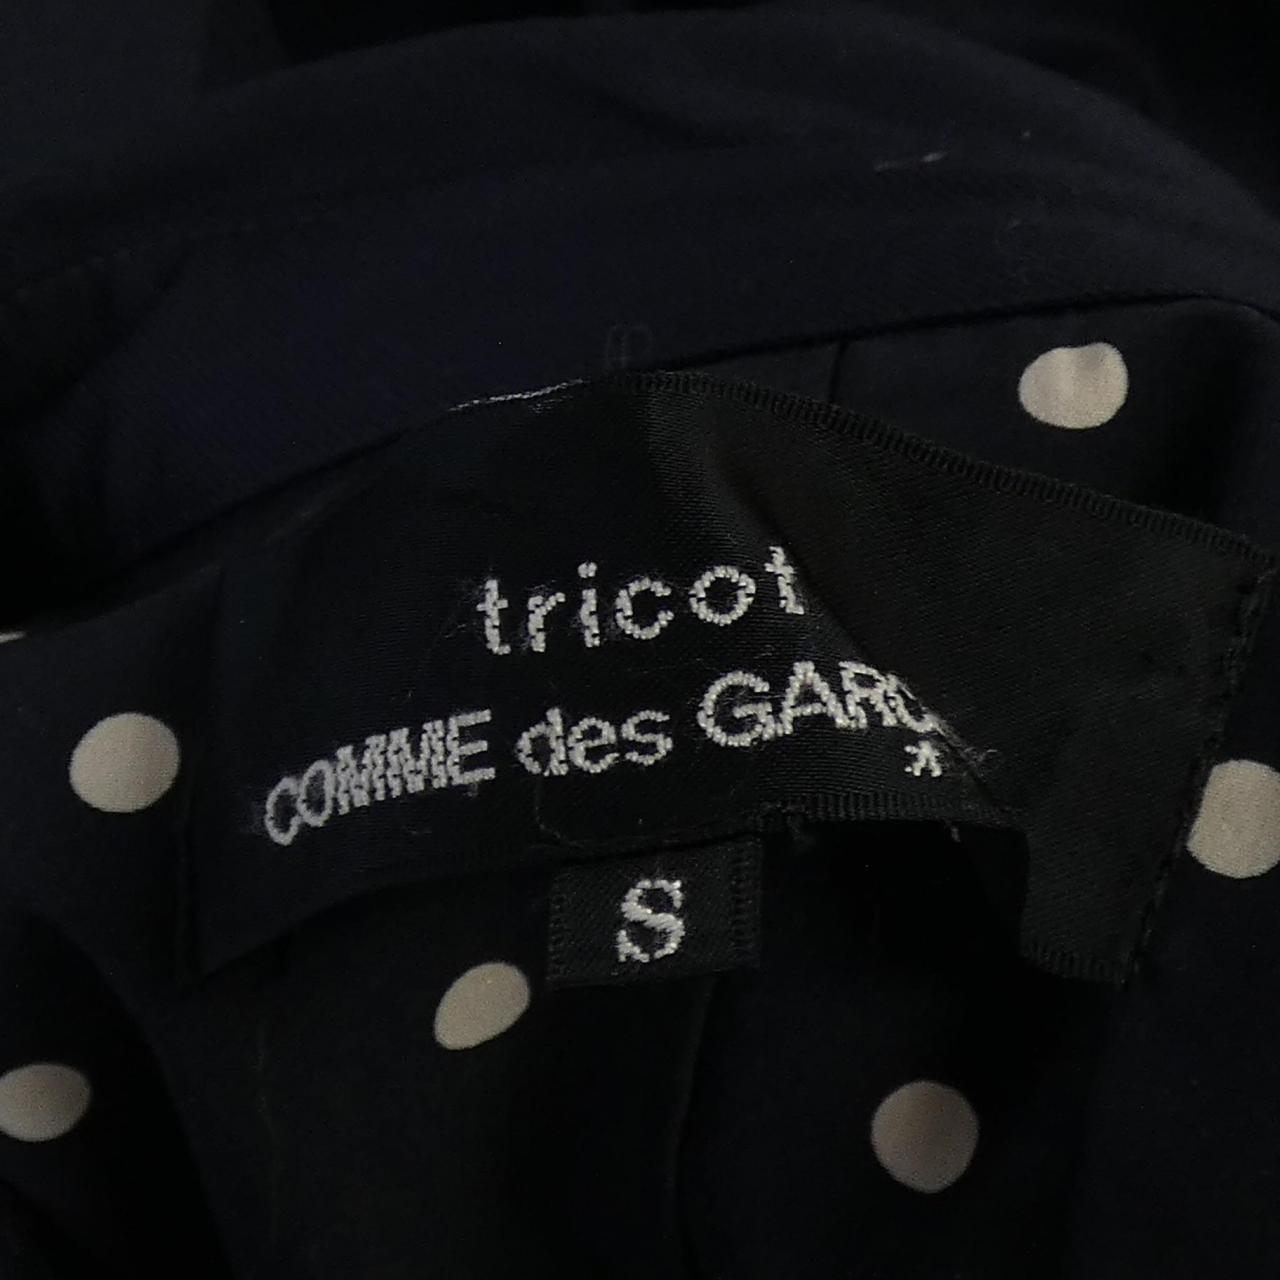 tricot
COMME des GARC
*
S